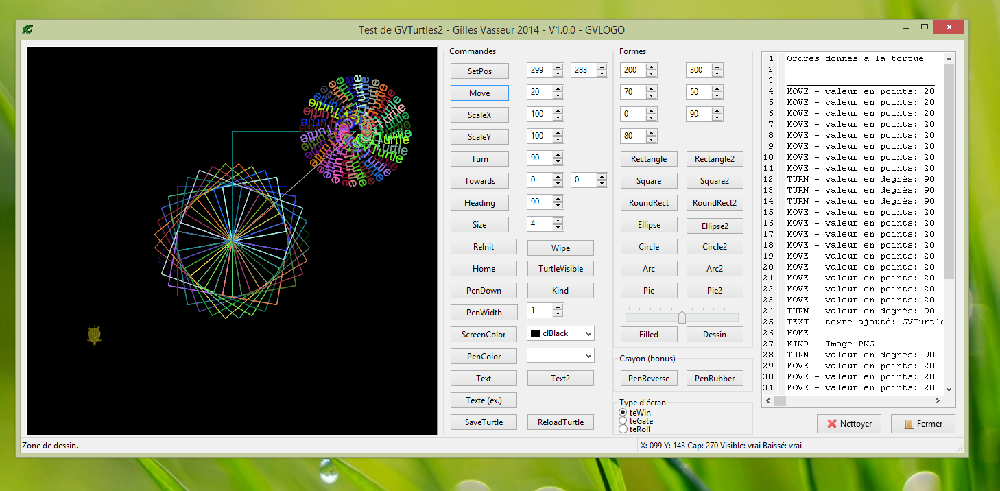 Test de GVTurtles2 - Gilles Vasseur 2014 - V1.0.0 - GVLOGO
GVTurtle
Commandes
SetPos 299 283
Move 20
ScaleX 100
ScaleY 100
Turn 90
Towards 0 0
Heading 90
Size 4
ReInit Wipe
Home TurtleVisible
PenDown Kind
PenWidth 1
ScreenColor clBlack
PenColor
Text Text2
Texte (ex.)
SaveTurtle ReloadTurtle
Formes
200 300
70 50
0 90
80
Rectangle Rectangle2
Square Square2
RoundRect RoundRect2
Ellipse Ellipse2
Circle Circle2
Arc Arc2
Pie Pie2
Filled Dessin
Crayon (bonus)
PenReverse PenRubber
Type d'écran
teWin
teGate
teRoll
1 Ordres donnés à la tortue
2
3
4 MOVE - valeur en points: 20
5 MOVE - valeur en points: 20
6 MOVE - valeur en points: 20
7 MOVE - valeur en points: 20
8 MOVE - valeur en points: 20
9 MOVE - valeur en points: 20
10 MOVE - valeur en points: 20
11 MOVE - valeur en points: 20
12 TURN - valeur en degrés: 90
13 TURN - valeur en degrés: 90
14 TURN - valeur en degrés: 90
15 MOVE - valeur en points: 20
16 MOVE - valeur en points: 20
17 MOVE - valeur en points: 20
18 MOVE - valeur en points: 20
19 MOVE - valeur en points: 20
20 MOVE - valeur en points: 20
21 MOVE - valeur en points: 20
22 MOVE - valeur en points: 20
23 MOVE - valeur en points: 20
24 TURN - valeur en degrés: 90
25 TEXT - texte ajouté: GVTurtle
26 HOME
27 KIND - Image PNG
28 TURN - valeur en degrés: 90
29 MOVE - valeur en points: 20
30 MOVE - valeur en points: 20
31 MOVE - valeur en points: 20
Nettoyer Fermer
Zone de dessin.
X: 099 Y: 143 Cap: 270 Visible: vrai Baissé: vrai